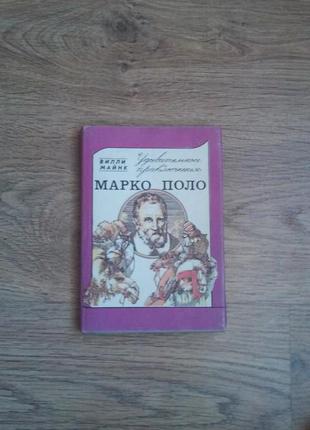 ВИЛЛИ
МАЙНК
Удивительные
приключения
МАРКО ПОЛО